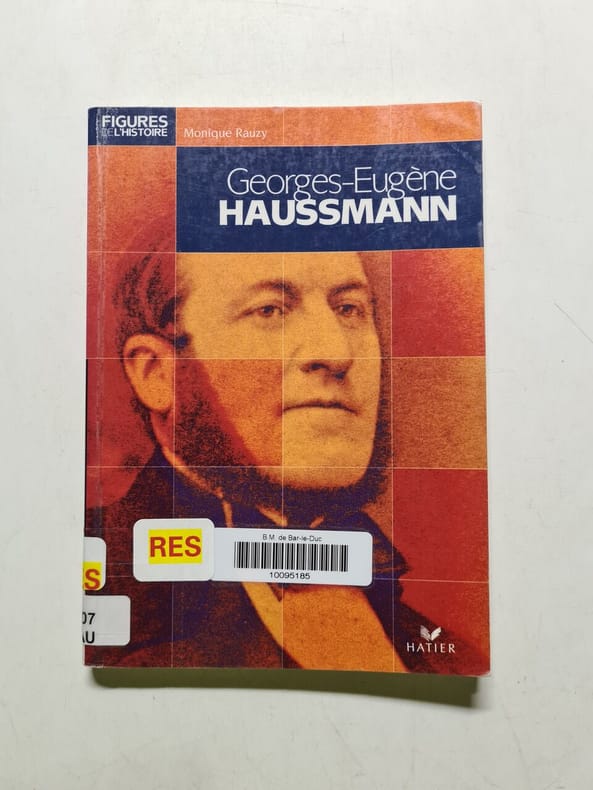 FIGURES
DE L'HISTOIRE
Monique Rauzy
Georges-Eugène
HAUSSMANN
RES
B.M. de Bar-le-Duc
10095185
S
07
AU
HATIER